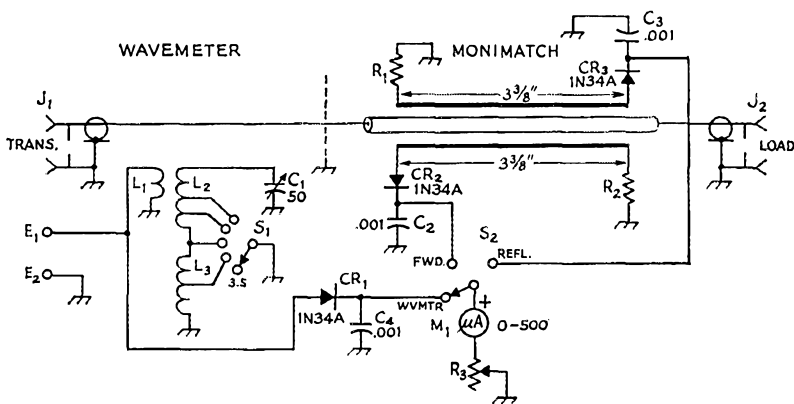 WAVEMETER
MONIMATCH
C3
.001
R1
CR3
1N34A
3 3/8"
J1
J2
TRANS.
LOAD
3 3/8"
L1
L2
C1
50
CR2
1N34A
R2
.001
C2
S2
E1
S1
FWD.
REFL.
L3
E2
3.5
CR1
WVMTR
+
1N34A
C4
.001
M1
μA
0-500
R3